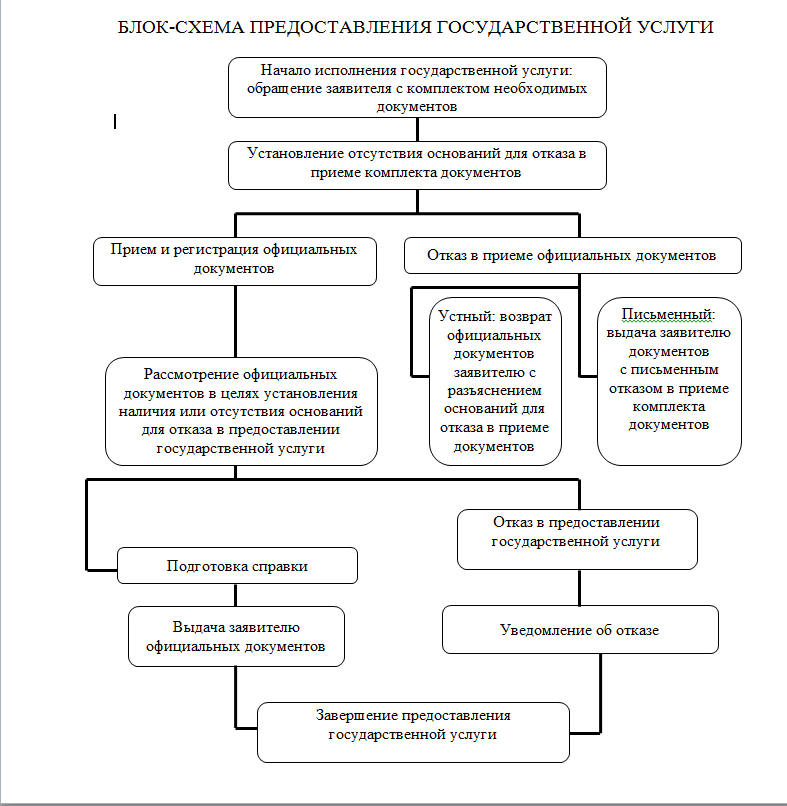 БЛОК-СХЕМА ПРЕДОСТАВЛЕНИЯ ГОСУДАРСТВЕННОЙ УСЛУГИ
Начало исполнения государственной услуги:
обращение заявителя с комплектом необходимых
документов
Установление отсутствия оснований для отказа в
приеме комплекта документов
Прием и регистрация официальных
документов
Отказ в приеме официальных документов
Устный: возврат
официальных
документов
заявителю с
разъяснением
оснований для
отказа в приеме
документов
Письменный:
выдача заявителю
документов
с письменным
отказом в приеме
комплекта
документов
Рассмотрение официальных
документов в целях установления
наличия или отсутствия оснований
для отказа в предоставлении
государственной услуги
Отказ в предоставлении
государственной услуги
Подготовка справки
Выдача заявителю
официальных документов
Уведомление об отказе
Завершение предоставления
государственной услуги